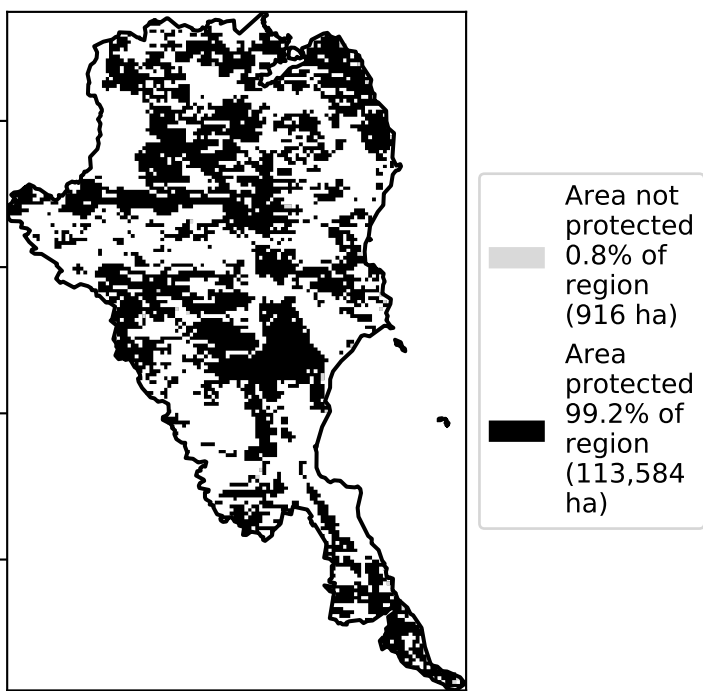 Area not
protected
0.8% of
region
(916 ha)
Area
protected
99.2% of
region
(113,584
ha)